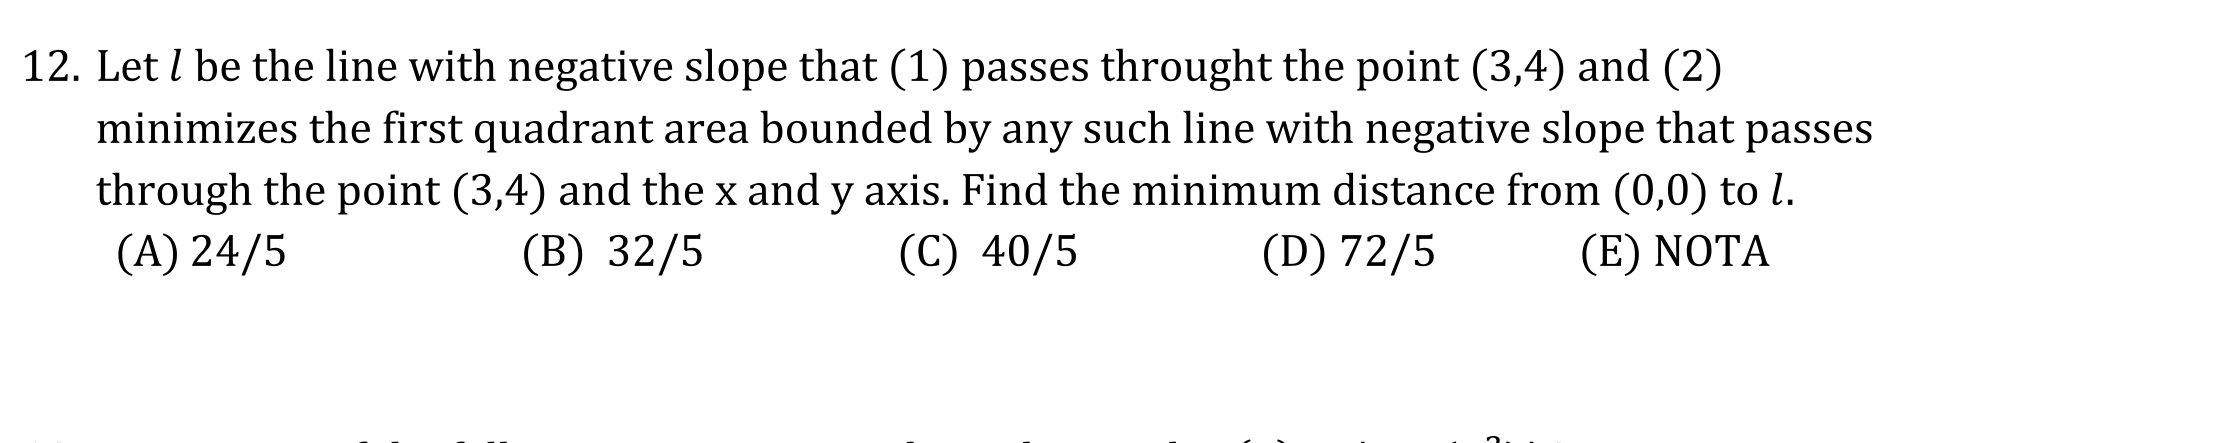 12. Let l be the line with negative slope that (1) passes throught the point (3,4) and (2)
minimizes the first quadrant area bounded by any such line with negative slope that passes
through the point (3,4) and the x and y axis. Find the minimum distance from (0,0) to l.
(A) 24/5 (B) 32/5 (C) 40/5 (D) 72/5 (E) NOTA